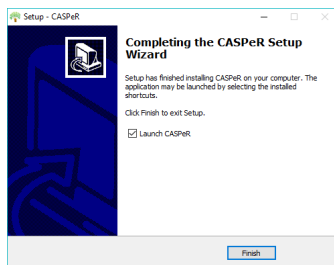 Setup - CASPeR
Completing the CASPeR Setup
Wizard
Setup has finished installing CASPeR on your computer. The
application may be launched by selecting the installed
shortcuts.
Click Finish to exit Setup.
Launch CASPeR
Finish